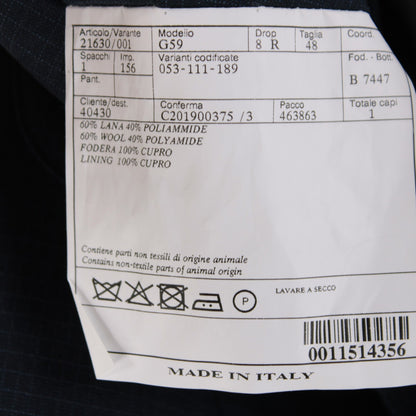 Articolo/Variante Modello Drop Taglia Coord.
21630/001 G59 8 R 48
Spacchi Imp. Varianti codificate Fod. - Bott.
1 156 053-111-189 B 7447
Pant.
Cliente/dest. Conferma Pacco Totale capi
40430 C201900375 /3 463863 1
60% LANA 40% POLIAMMIDE
60% WOOL 40% POLYAMIDE
FODERA 100% CUPRO
LINING 100% CUPRO
Contiene parti non tessili di origine animale
Contains non-textile parts of animal origin
P LAVARE A SECCO
0011514356
MADE IN ITALY